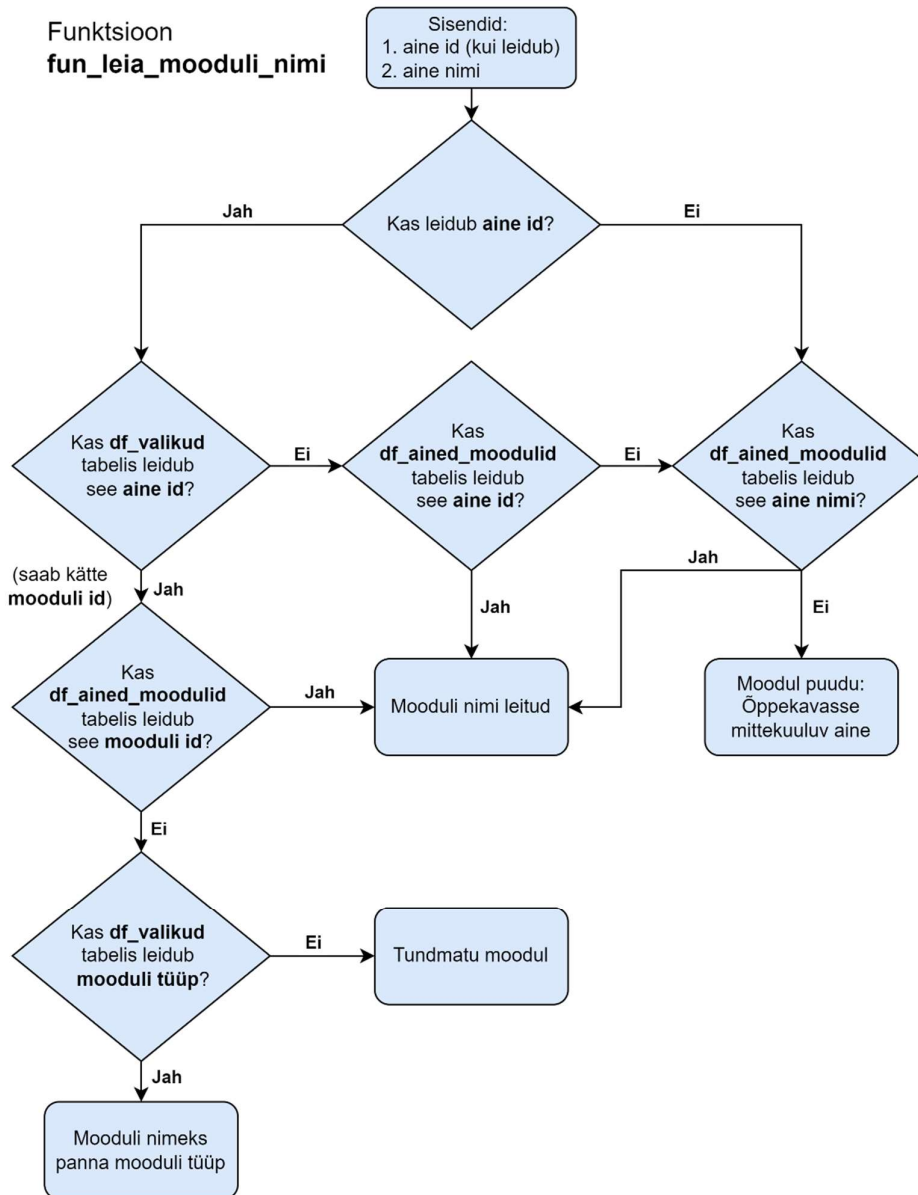 Funktsioon
fun_leia_mooduli_nimi
Sisendid:
1. aine id (kui leidub)
2. aine nimi
Jah
Kas leidub aine id?
Ei
Kas df_valikud
tabelis leidub
see aine id?
Ei
Kas
df_ained_moodulid
tabelis leidub
see aine id?
Ei
Kas
df_ained_moodulid
tabelis leidub
see aine nimi?
(saab kätte
mooduli id)
Jah
Jah
Jah
Ei
Kas
df_ained_moodulid
tabelis leidub
see mooduli id?
Jah
Mooduli nimi leitud
Moodul puudu:
Õppekavasse
mittekuuluv aine
Ei
Kas df_valikud
tabelis leidub
mooduli tüüp?
Ei
Tundmatu moodul
Jah
Mooduli nimeks
panna mooduli tüüp